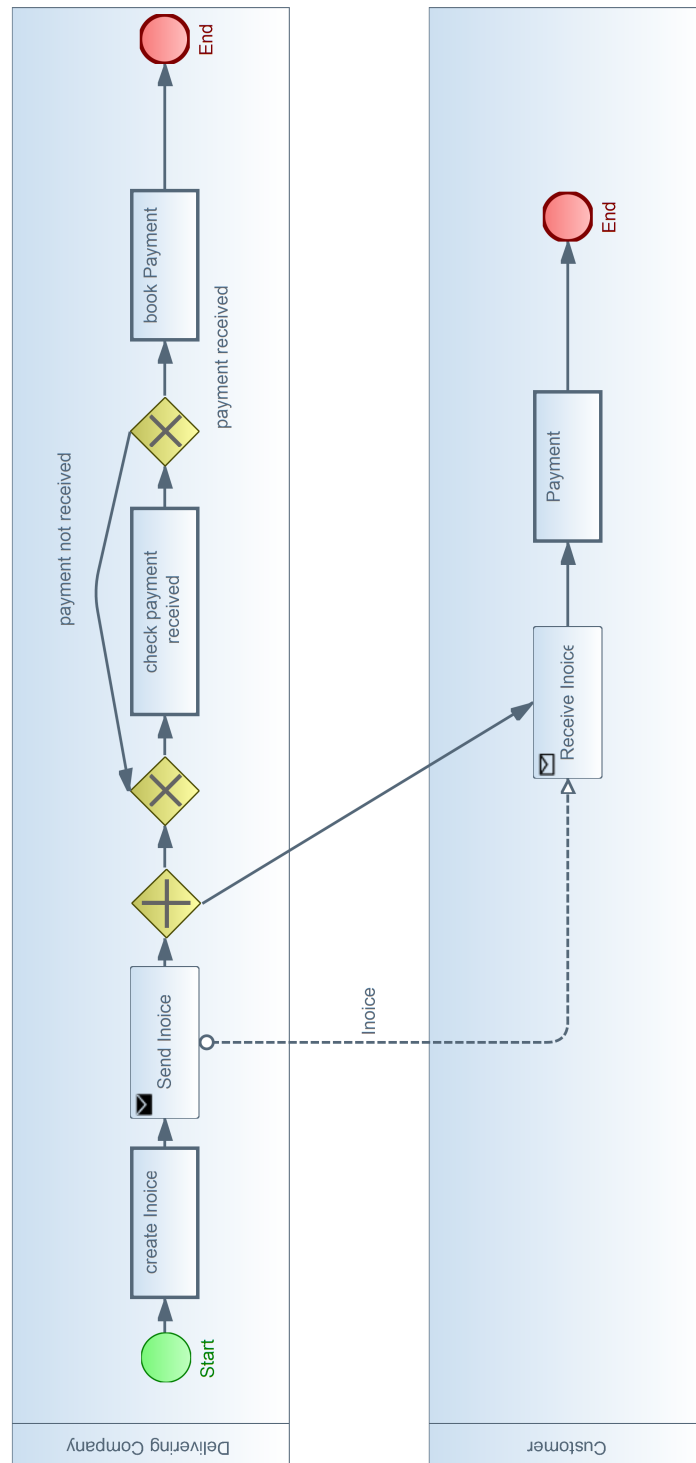 Delivering Company
Start
create Inoice
Send Inoice
check payment
received
payment not received
payment received
book Payment
End
Inoice
Customer
Receive Inoice
Payment
End